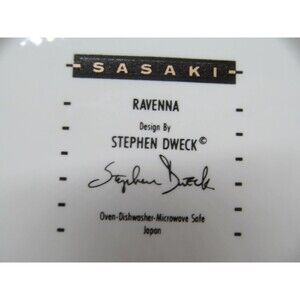 SASAKI
RAVENNA
Design By
STEPHEN DWECK©
Stephen Dweck
Oven-Dishwasher-Microwave Safe
Japan